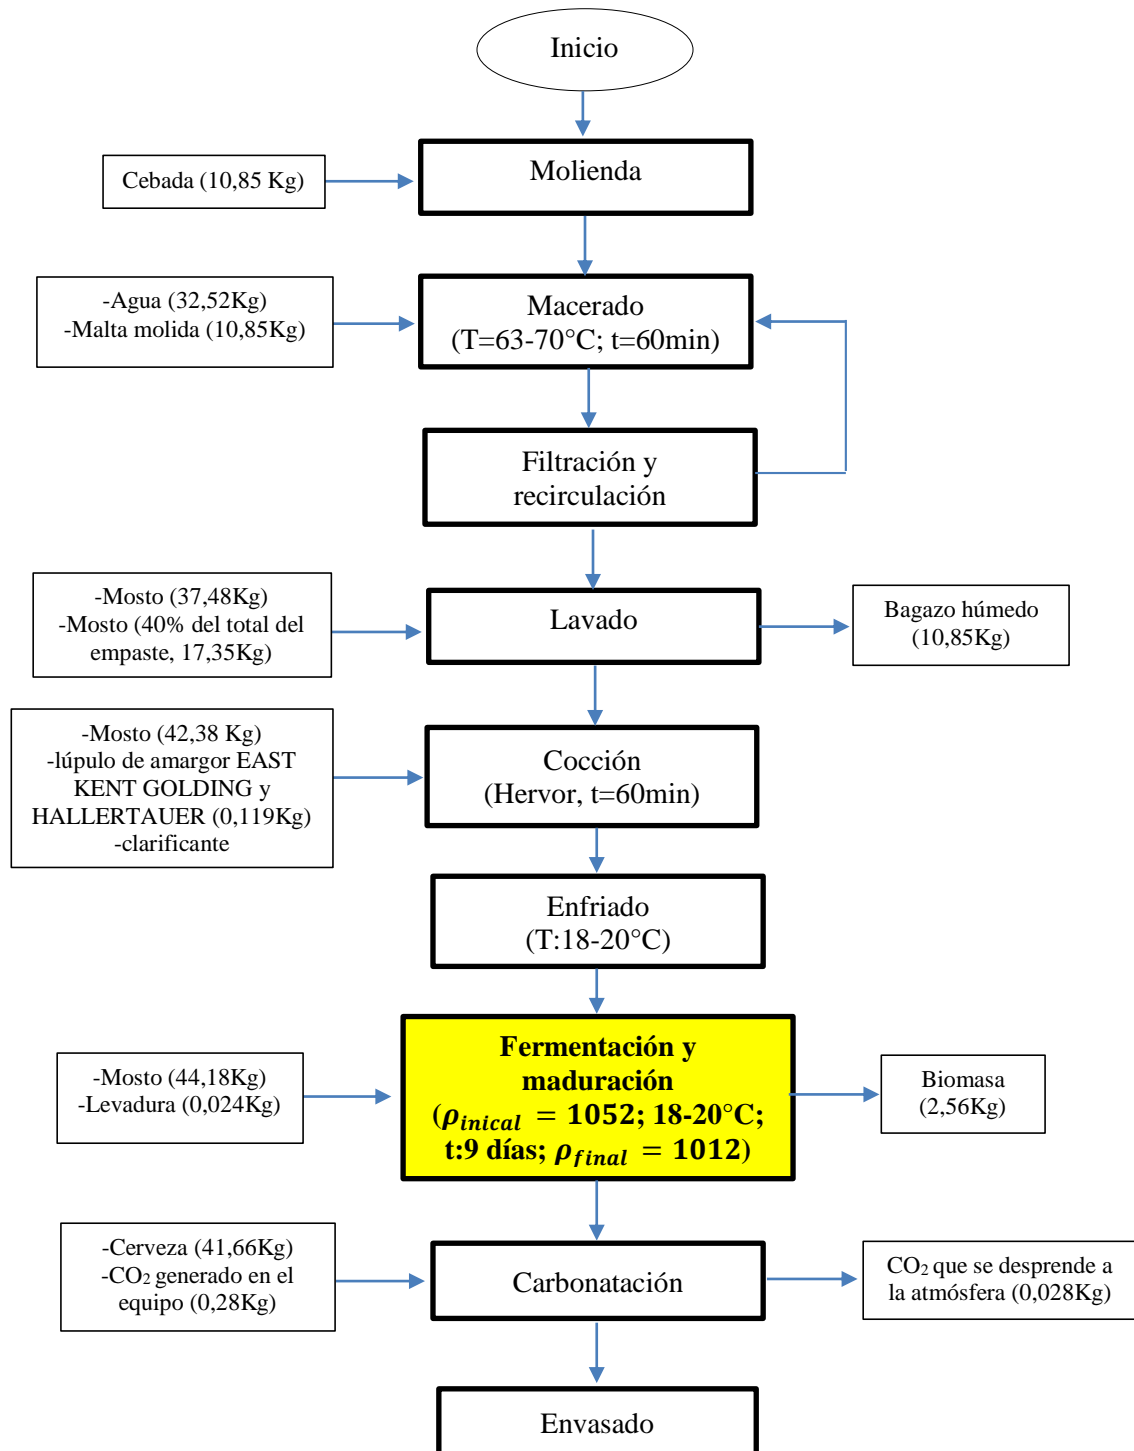 Inicio
Cebada (10,85 Kg)
Molienda
-Agua (32,52Kg)
-Malta molida (10,85Kg)
Macerado
(T=63-70°C; t=60min)
Filtración y
recirculación
-Mosto (37,48Kg)
-Mosto (40% del total del
empaste, 17,35Kg)
Lavado
Bagazo húmedo
(10,85Kg)
-Mosto (42,38 Kg)
-lúpulo de amargor EAST
KENT GOLDING y
HALLERTAUER (0,119Kg)
-clarificante
Cocción
(Hervor, t=60min)
Enfriado
(T:18-20°C)
-Mosto (44,18Kg)
-Levadura (0,024Kg)
Fermentación y
maduración
(ρ_inical = 1052; 18-20°C;
t:9 días; ρ_final = 1012)
Biomasa
(2,56Kg)
-Cerveza (41,66Kg)
-CO₂ generado en el
equipo (0,28Kg)
Carbonatación
CO₂ que se desprende a
la atmósfera (0,028Kg)
Envasado